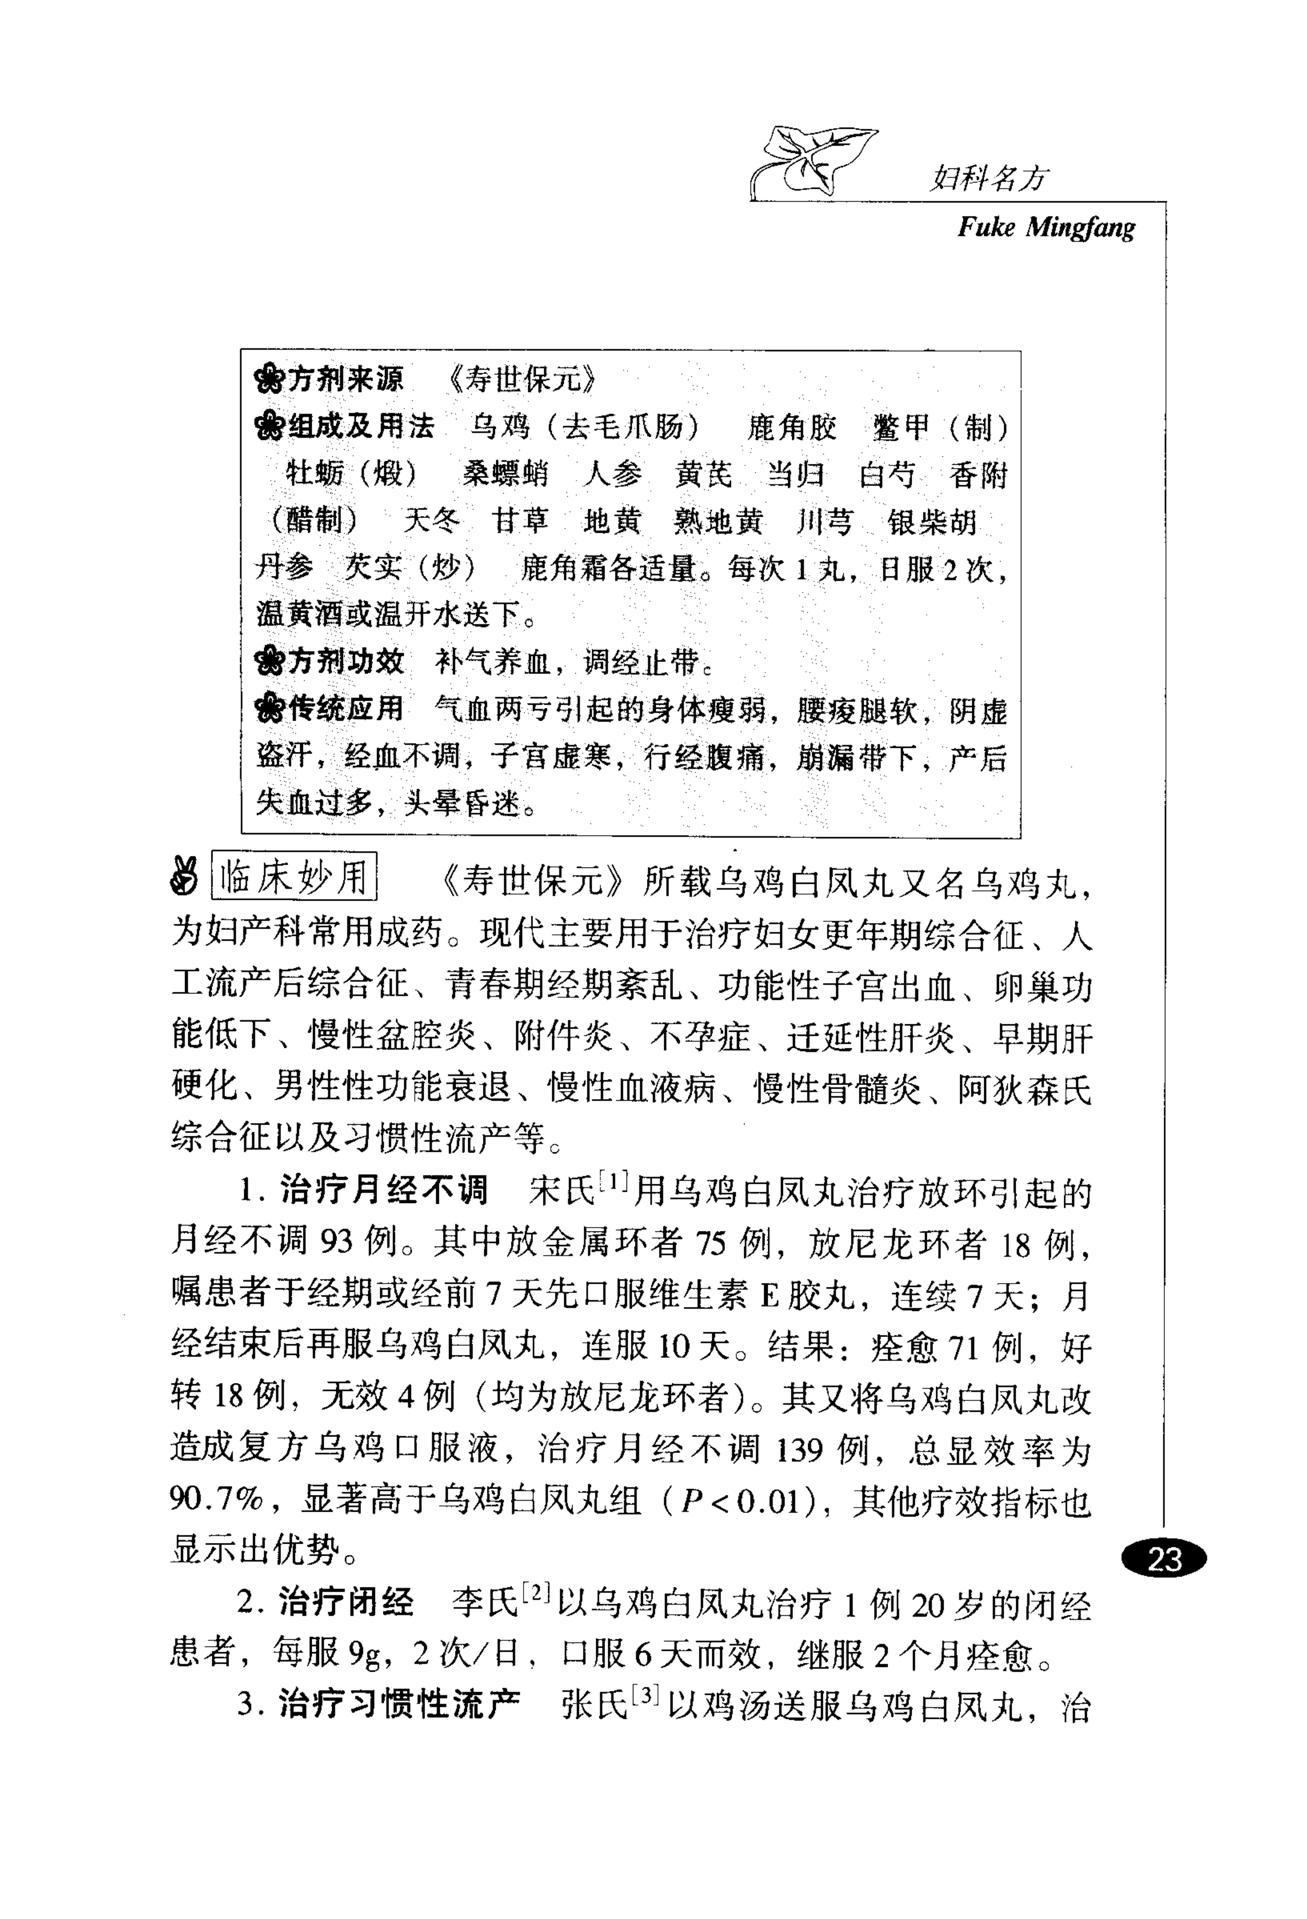 妇科名方
Fuke Mingfang
方剂来源 《寿世保元》
组成及用法 乌鸡（去毛爪肠） 鹿角胶 鳖甲（制）
牡蛎（煅） 桑螵蛸 人参 黄芪 当归 白芍 香附
（醋制） 天冬 甘草 地黄 熟地黄 川芎 银柴胡
丹参 芡实（炒） 鹿角霜各适量。每次1丸，日服2次，
温黄酒或温开水送下。
方剂功效 补气养血，调经止带。
传统应用 气血两亏引起的身体瘦弱，腰痠腿软，阴虚
盗汗，经血不调，子宫虚寒，行经腹痛，崩漏带下，产后
失血过多，头晕昏迷。
临床妙用 《寿世保元》所载乌鸡白凤丸又名乌鸡丸，
为妇产科常用成药。现代主要用于治疗妇女更年期综合征、人
工流产后综合征、青春期经期紊乱、功能性子宫出血、卵巢功
能低下、慢性盆腔炎、附件炎、不孕症、迁延性肝炎、早期肝
硬化、男性性功能衰退、慢性血液病、慢性骨髓炎、阿狄森氏
综合征以及习惯性流产等。
1. 治疗月经不调 宋氏[1]用乌鸡白凤丸治疗放环引起的
月经不调 93 例。其中放金属环者 75 例，放尼龙环者 18 例，
嘱患者于经期或经前 7 天先口服维生素 E 胶丸，连续 7 天；月
经结束后再服乌鸡白凤丸，连服 10 天。结果：痊愈 71 例，好
转 18 例，无效 4 例（均为放尼龙环者）。其又将乌鸡白凤丸改
造成复方乌鸡口服液，治疗月经不调 139 例，总显效率为
90.7%，显著高于乌鸡白凤丸组（P<0.01），其他疗效指标也
显示出优势。
23
2. 治疗闭经 李氏[2]以乌鸡白凤丸治疗 1 例 20 岁的闭经
患者，每服 9g，2 次/日，口服 6 天而效，继服 2 个月痊愈。
3. 治疗习惯性流产 张氏[3]以鸡汤送服乌鸡白凤丸，治